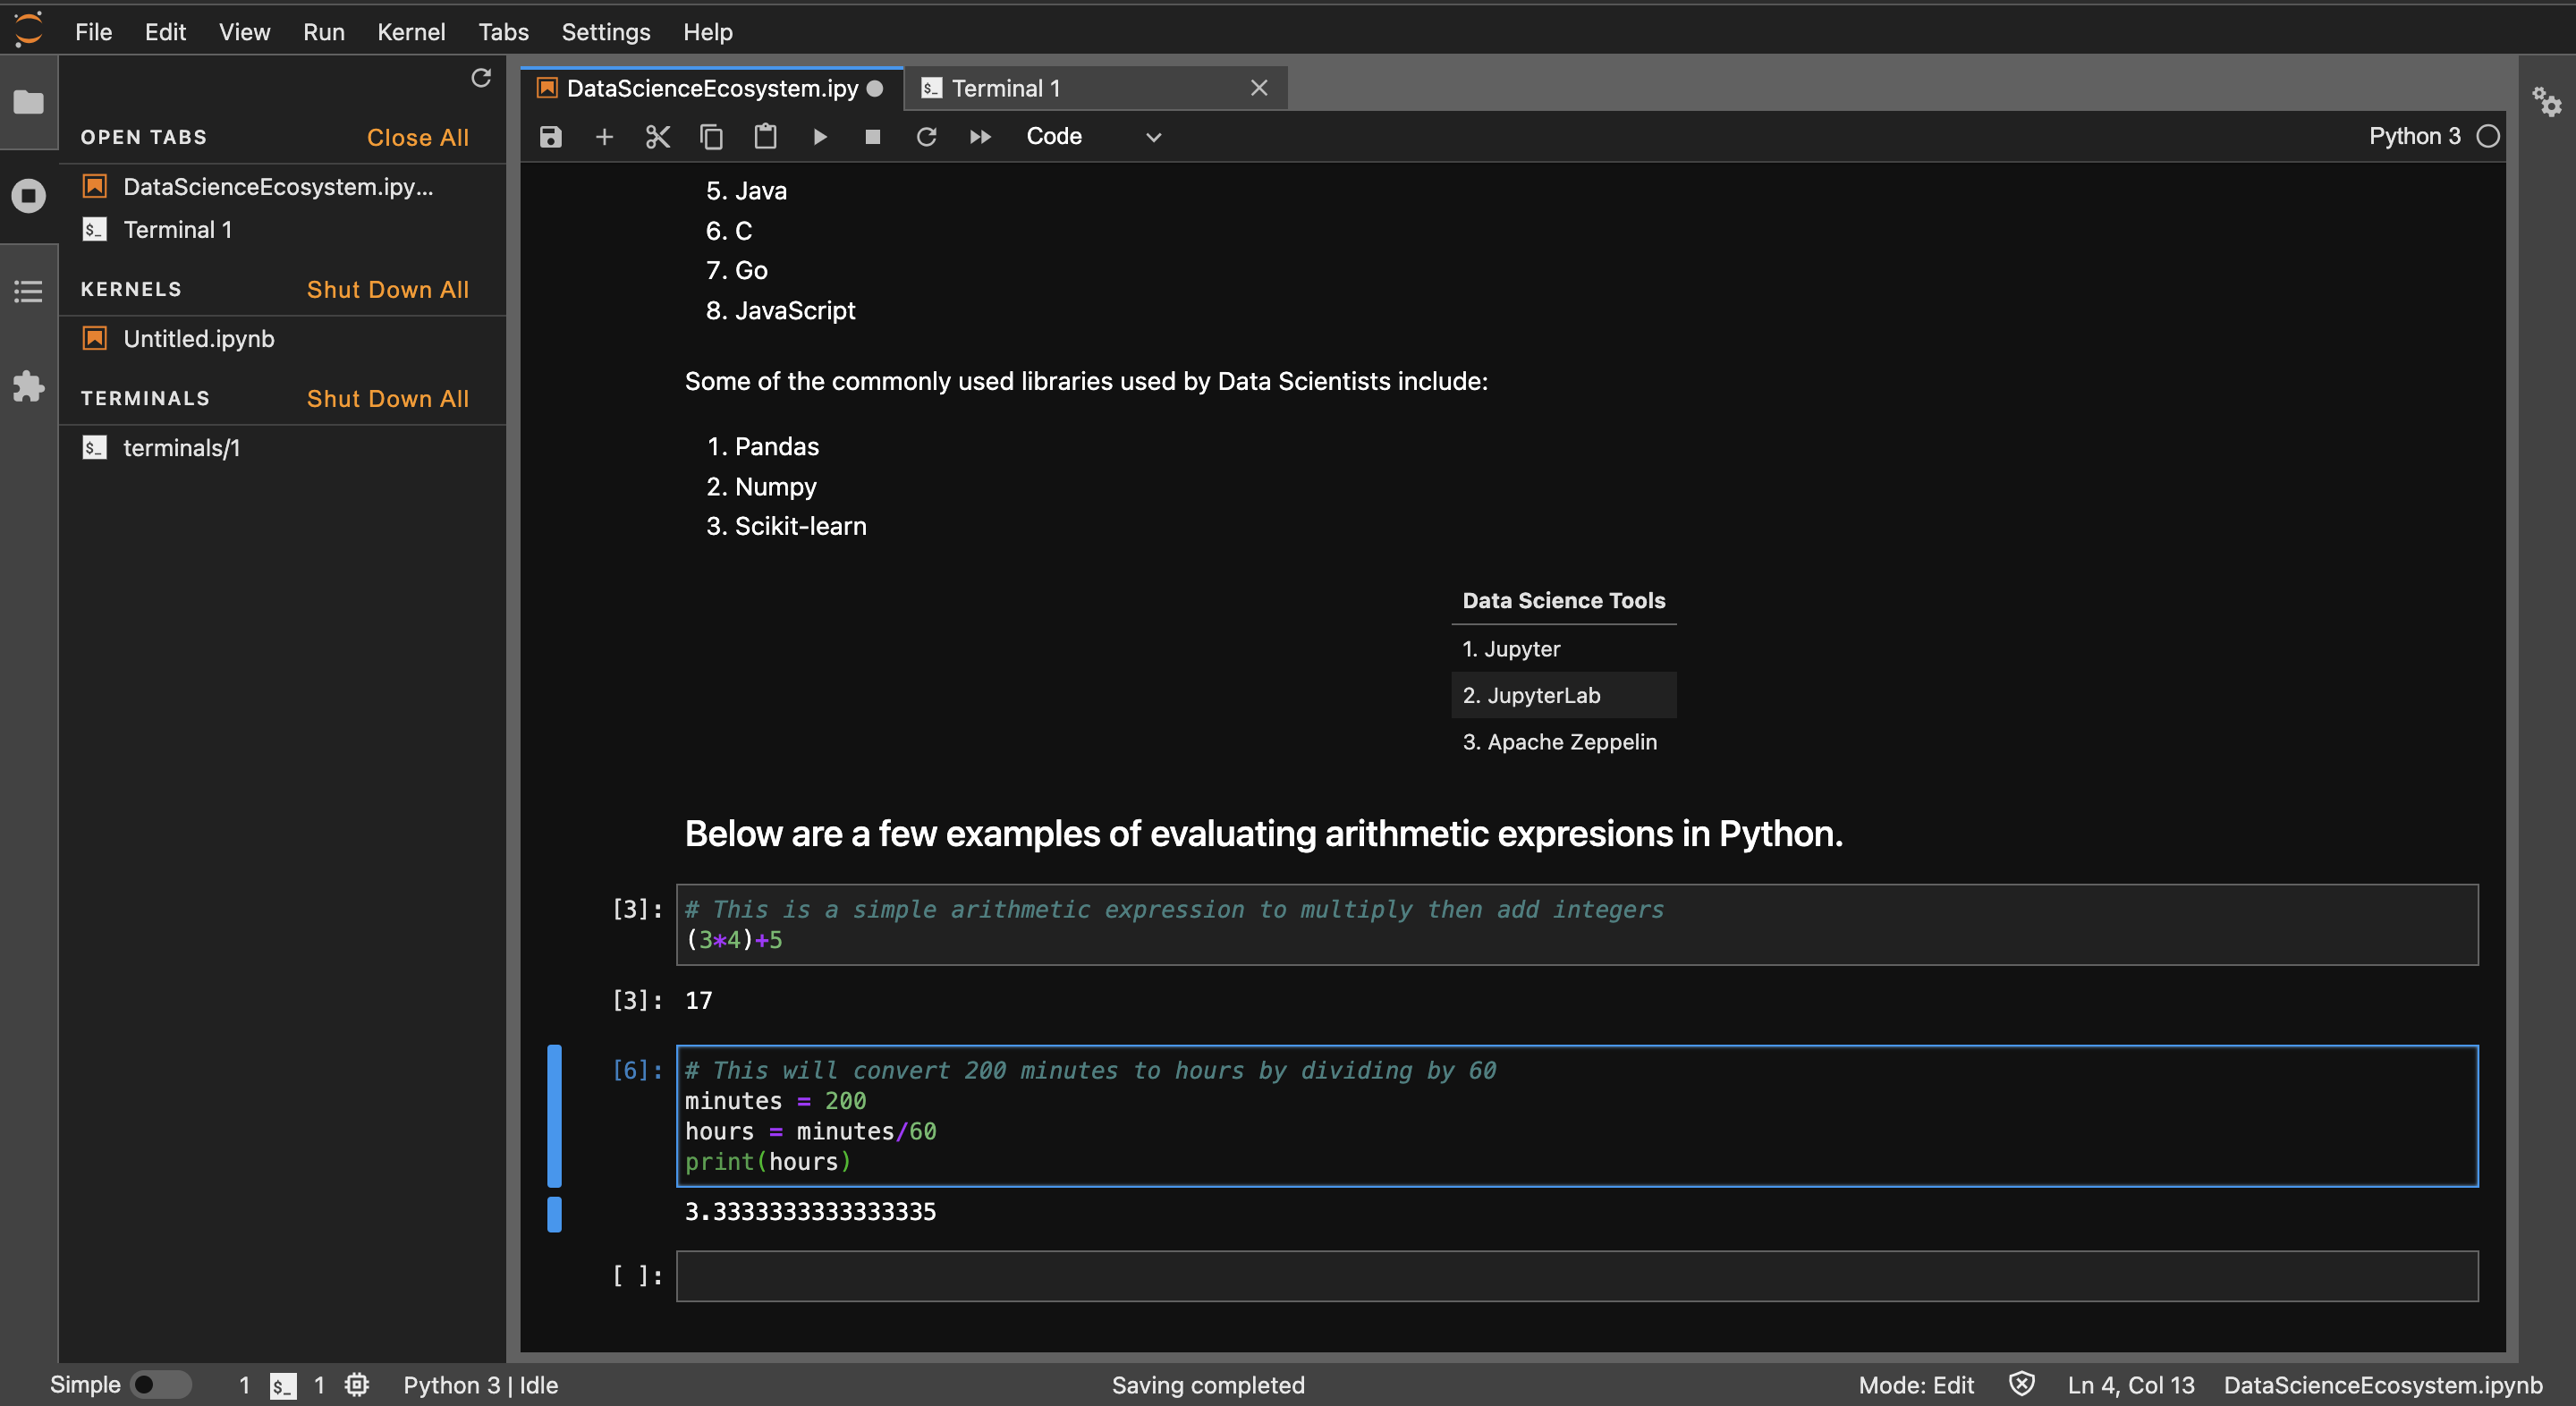 File Edit View Run Kernel Tabs Settings Help
OPEN TABS Close All
DataScienceEcosystem.ipy...
Terminal 1
KERNELS Shut Down All
Untitled.ipynb
TERMINALS Shut Down All
terminals/1
DataScienceEcosystem.ipy
Terminal 1
Code
Python 3
5. Java
6. C
7. Go
8. JavaScript
Some of the commonly used libraries used by Data Scientists include:
1. Pandas
2. Numpy
3. Scikit-learn
Data Science Tools
1. Jupyter
2. JupyterLab
3. Apache Zeppelin
Below are a few examples of evaluating arithmetic expresions in Python.
[3]: # This is a simple arithmetic expression to multiply then add integers
(3*4)+5
[3]: 17
[6]: # This will convert 200 minutes to hours by dividing by 60
minutes = 200
hours = minutes/60
print(hours)
3.3333333333333335
[ ]:
Simple 1 $_ 1 Python 3 | Idle Saving completed Mode: Edit Ln 4, Col 13 DataScienceEcosystem.ipynb